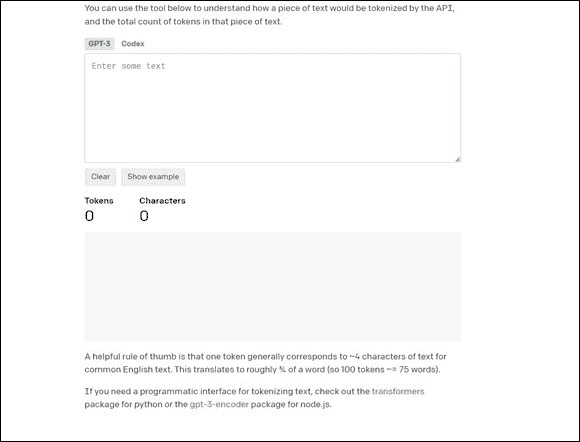 You can use the tool below to understand how a piece of text would be tokenized by the API,
and the total count of tokens in that piece of text.
GPT-3 Codex
Enter some text
Clear Show example
Tokens Characters
0 0
A helpful rule of thumb is that one token generally corresponds to ~4 characters of text for
common English text. This translates to roughly ¾ of a word (so 100 tokens ~= 75 words).
If you need a programmatic interface for tokenizing text, check out the transformers
package for python or the gpt-3-encoder package for node.js.